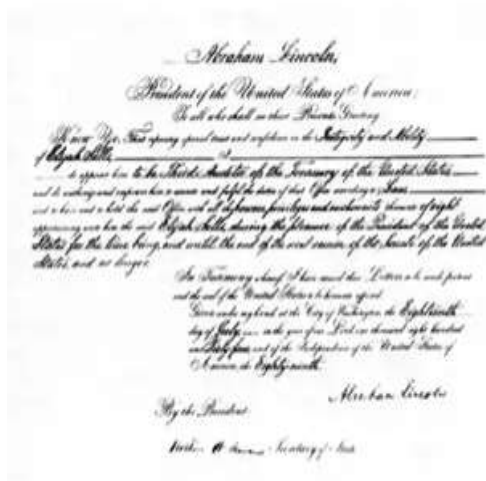 Abraham Lincoln,
President of the United States of America;
To all who shall see these Presents Greeting
Know Ye, That reposing special trust and confidence in the Integrity and Ability
of Elijah Sells,
to appoint him to be Third Auditor of the Treasury of the United States
and do authorize and empower him to execute and fulfil the duties of that Office according to Law
and to have and to hold the said Office with all the powers, privileges and emoluments thereunto of right
appertaining unto him the said Elijah Sells, during the pleasure of the President of the United
States for the time being, and until the end of the next session of the Senate of the United
States, and no longer.
In Testimony whereof I have caused these Letters to be made patent
and the seal of the United States to be hereunto affixed
Given under my hand at the City of Washington the Eighteenth
day of July in the year of our Lord one thousand eight hundred
and Sixty four and of the Independence of the United States of
America the Eighty ninth
Abraham Lincoln
By the President
Secretary of State